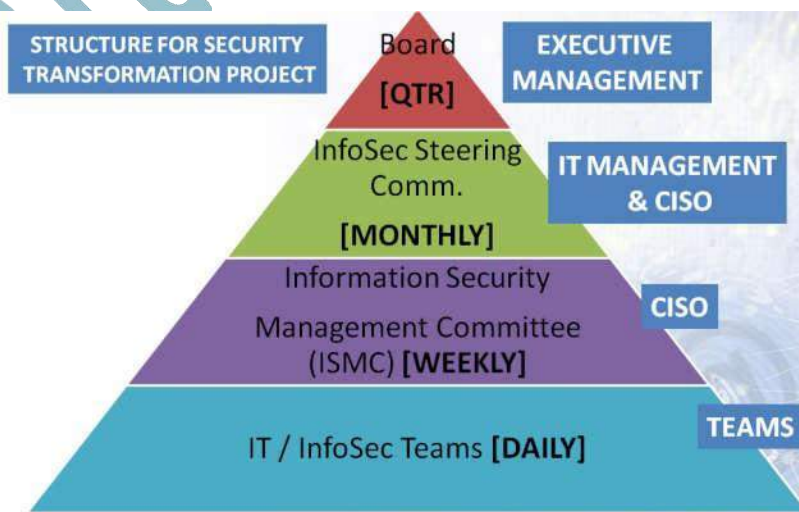 STRUCTURE FOR SECURITY
TRANSFORMATION PROJECT
Board
[QTR]
EXECUTIVE
MANAGEMENT
InfoSec Steering
Comm.
[MONTHLY]
IT MANAGEMENT
& CISO
Information Security
Management Committee
(ISMC) [WEEKLY]
CISO
IT / InfoSec Teams [DAILY]
TEAMS